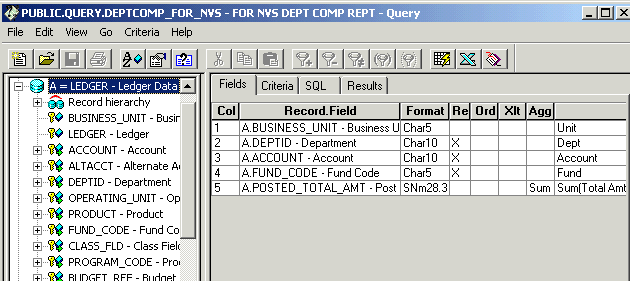 PUBLIC.QUERY.DEPTCOMP_FOR_NVS - FOR NVS DEPT COMP REPT - Query
File Edit View Go Criteria Help
A = LEDGER - Ledger Data
Record hierarchy
BUSINESS_UNIT - Busir
LEDGER - Ledger
ACCOUNT - Account
ALTACCT - Alternate A
DEPTID - Department
OPERATING_UNIT - Op
PRODUCT - Product
FUND_CODE - Fund Cod
CLASS_FLD - Class Field
PROGRAM_CODE - Pro
BUDGET_REF - Budget
Fields Criteria SQL Results
Col Record.Field Format Re Ord Xlt Agg
1 A.BUSINESS_UNIT - Business U Char5 Unit
2 A.DEPTID - Department Char10 X Dept
3 A.ACCOUNT - Account Char10 X Account
4 A.FUND_CODE - Fund Code Char5 X Fund
5 A.POSTED_TOTAL_AMT - Post SNm28.3 Sum Sum(Total Amt